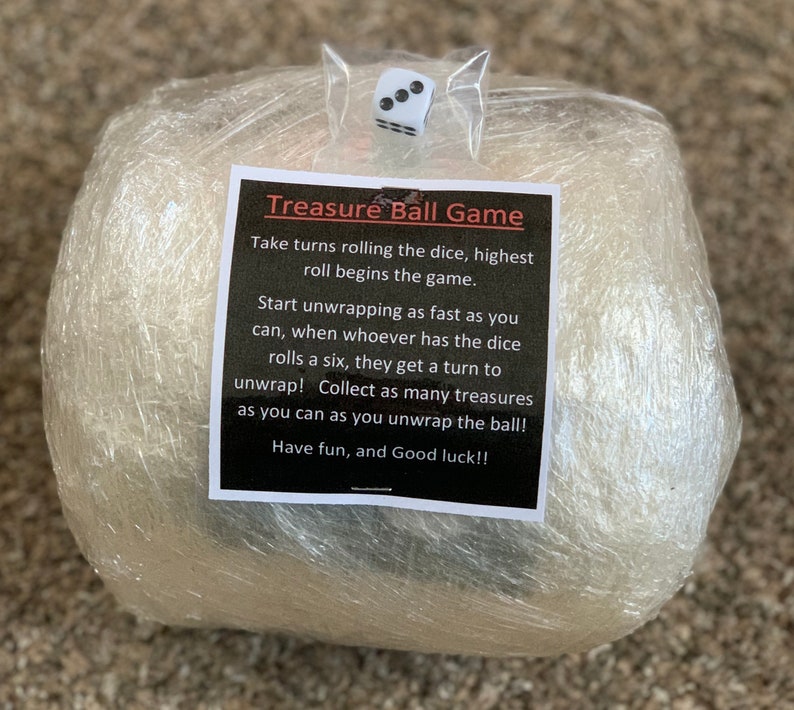 Treasure Ball Game
Take turns rolling the dice, highest
roll begins the game.
Start unwrapping as fast as you
can, when whoever has the dice
rolls a six, they get a turn to
unwrap! Collect as many treasures
as you can as you unwrap the ball!
Have fun, and Good luck!!